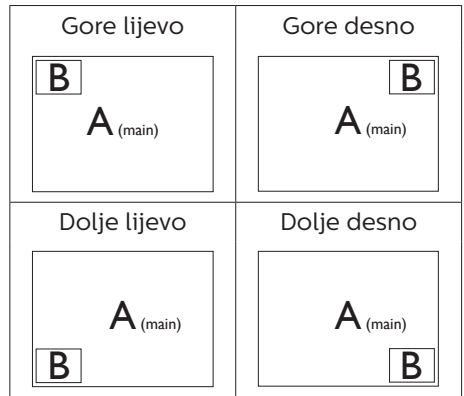 Gore lijevo
B
A (main)
Gore desno
B
A (main)
Dolje lijevo
A (main)
B
Dolje desno
A (main)
B